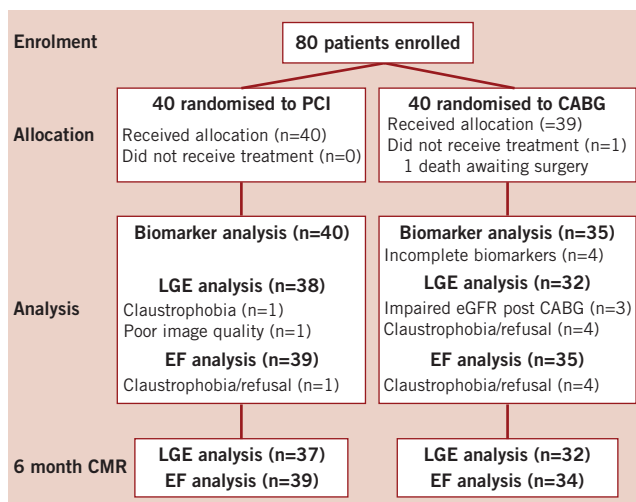 Enrolment
80 patients enrolled
Allocation
40 randomised to PCI
Received allocation (n=40)
Did not receive treatment (n=0)
40 randomised to CABG
Received allocation (=39)
Did not receive treatment (n=1)
1 death awaiting surgery
Analysis
Biomarker analysis (n=40)
LGE analysis (n=38)
Claustrophobia (n=1)
Poor image quality (n=1)
EF analysis (n=39)
Claustrophobia/refusal (n=1)
Biomarker analysis (n=35)
Incomplete biomarkers (n=4)
LGE analysis (n=32)
Impaired eGFR post CABG (n=3)
Claustrophobia/refusal (n=4)
EF analysis (n=35)
Claustrophobia/refusal (n=4)
6 month CMR
LGE analysis (n=37)
EF analysis (n=39)
LGE analysis (n=32)
EF analysis (n=34)